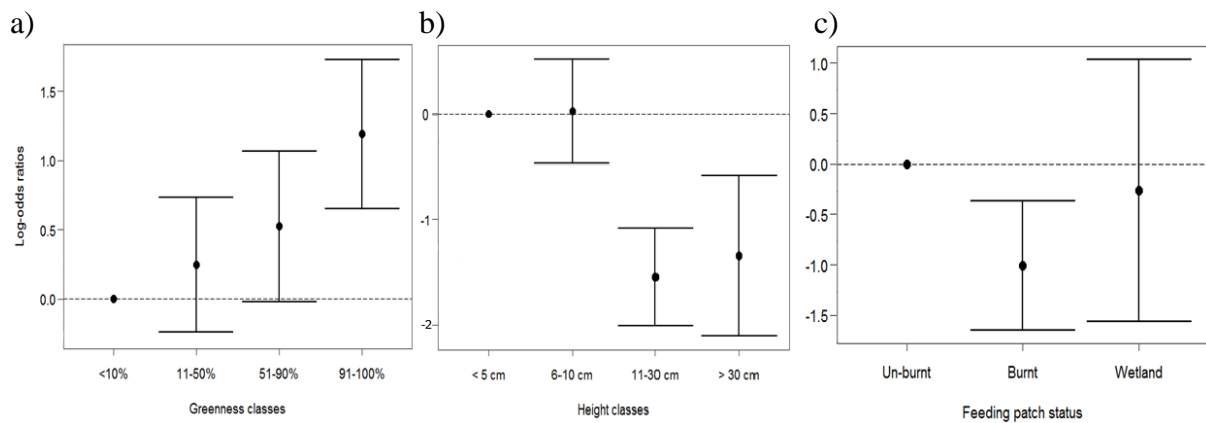 a)
Log-odds ratios
1.5
1.0
0.5
0.0
<10%
11-50%
51-90%
91-100%
Greenness classes
b)
0
-1
-2
< 5 cm
6-10 cm
11-30 cm
> 30 cm
Height classes
c)
1.0
0.5
0.0
-0.5
-1.0
-1.5
Un-burnt
Burnt
Wetland
Feeding patch status